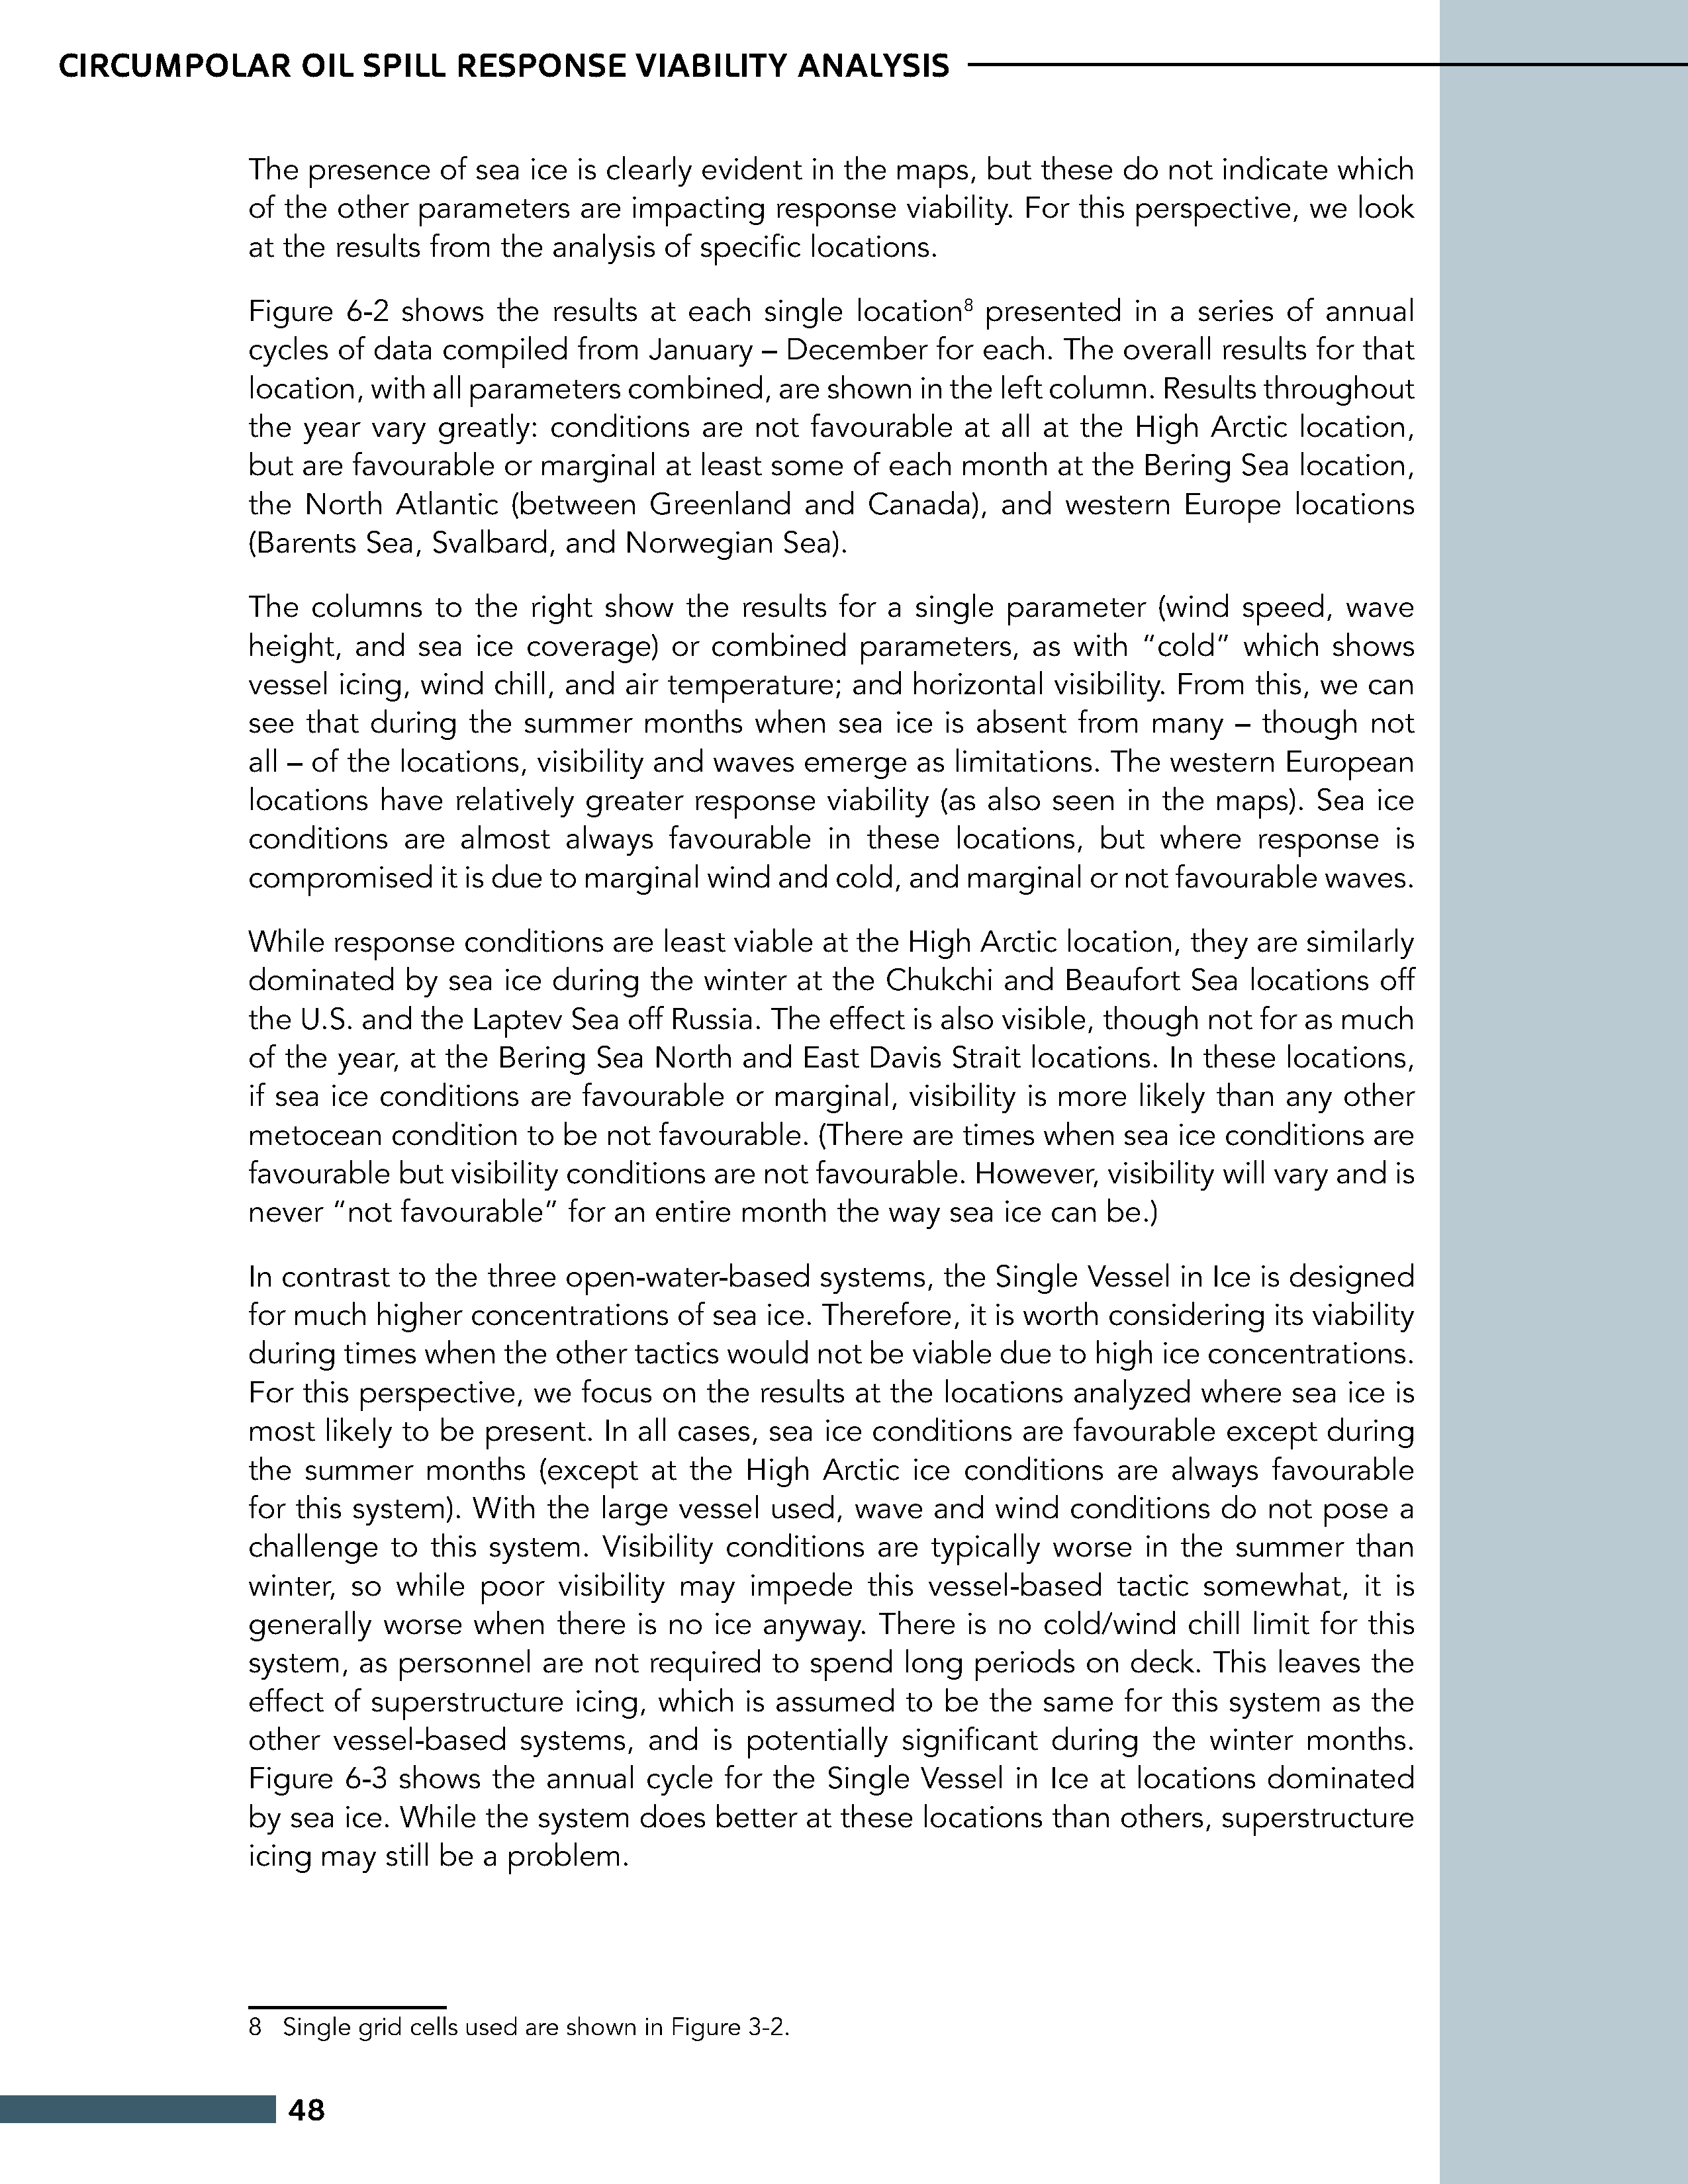 CIRCUMPOLAR OIL SPILL RESPONSE VIABILITY ANALYSIS
The presence of sea ice is clearly evident in the maps, but these do not indicate which
of the other parameters are impacting response viability. For this perspective, we look
at the results from the analysis of specific locations.
Figure 6-2 shows the results at each single location8 presented in a series of annual
cycles of data compiled from January – December for each. The overall results for that
location, with all parameters combined, are shown in the left column. Results throughout
the year vary greatly: conditions are not favourable at all at the High Arctic location,
but are favourable or marginal at least some of each month at the Bering Sea location,
the North Atlantic (between Greenland and Canada), and western Europe locations
(Barents Sea, Svalbard, and Norwegian Sea).
The columns to the right show the results for a single parameter (wind speed, wave
height, and sea ice coverage) or combined parameters, as with “cold” which shows
vessel icing, wind chill, and air temperature; and horizontal visibility. From this, we can
see that during the summer months when sea ice is absent from many – though not
all – of the locations, visibility and waves emerge as limitations. The western European
locations have relatively greater response viability (as also seen in the maps). Sea ice
conditions are almost always favourable in these locations, but where response is
compromised it is due to marginal wind and cold, and marginal or not favourable waves.
While response conditions are least viable at the High Arctic location, they are similarly
dominated by sea ice during the winter at the Chukchi and Beaufort Sea locations off
the U.S. and the Laptev Sea off Russia. The effect is also visible, though not for as much
of the year, at the Bering Sea North and East Davis Strait locations. In these locations,
if sea ice conditions are favourable or marginal, visibility is more likely than any other
metocean condition to be not favourable. (There are times when sea ice conditions are
favourable but visibility conditions are not favourable. However, visibility will vary and is
never “not favourable” for an entire month the way sea ice can be.)
In contrast to the three open-water-based systems, the Single Vessel in Ice is designed
for much higher concentrations of sea ice. Therefore, it is worth considering its viability
during times when the other tactics would not be viable due to high ice concentrations.
For this perspective, we focus on the results at the locations analyzed where sea ice is
most likely to be present. In all cases, sea ice conditions are favourable except during
the summer months (except at the High Arctic ice conditions are always favourable
for this system). With the large vessel used, wave and wind conditions do not pose a
challenge to this system. Visibility conditions are typically worse in the summer than
winter, so while poor visibility may impede this vessel-based tactic somewhat, it is
generally worse when there is no ice anyway. There is no cold/wind chill limit for this
system, as personnel are not required to spend long periods on deck. This leaves the
effect of superstructure icing, which is assumed to be the same for this system as the
other vessel-based systems, and is potentially significant during the winter months.
Figure 6-3 shows the annual cycle for the Single Vessel in Ice at locations dominated
by sea ice. While the system does better at these locations than others, superstructure
icing may still be a problem.
8 Single grid cells used are shown in Figure 3-2.
48